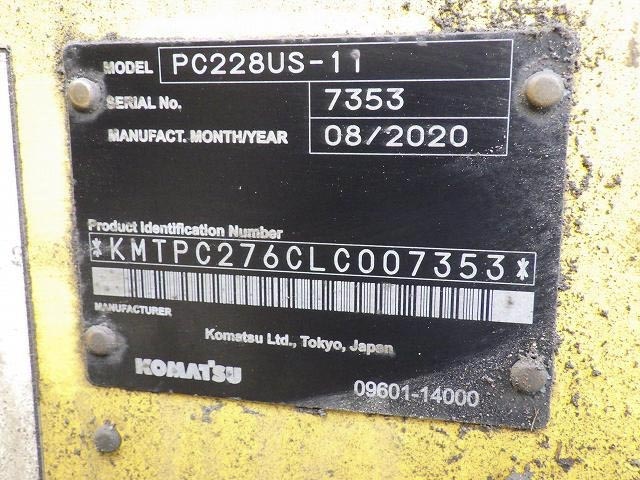 MODEL PC228US-11
SERIAL No. 7353
MANUFACT. MONTH/YEAR 08/2020
Product Identification Number
*KMTPC276CLC007353*
MANUFACTURER
Komatsu Ltd., Tokyo, Japan
KOMATSU
09601-14000